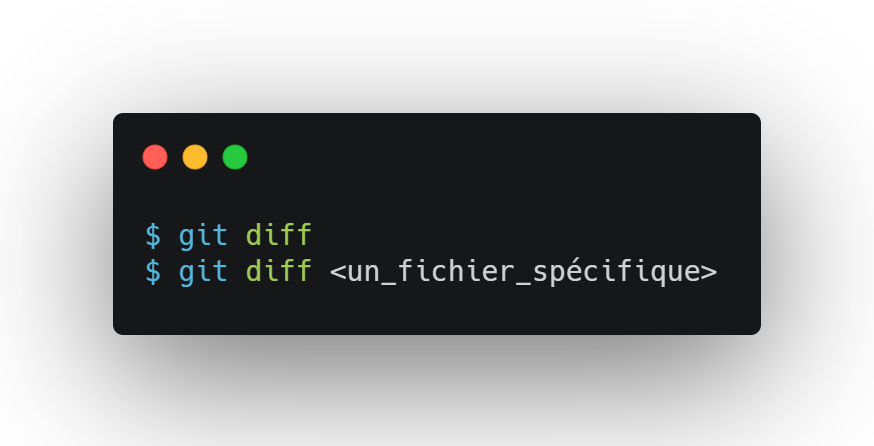 $ git diff
$ git diff <un_fichier_spécifique>